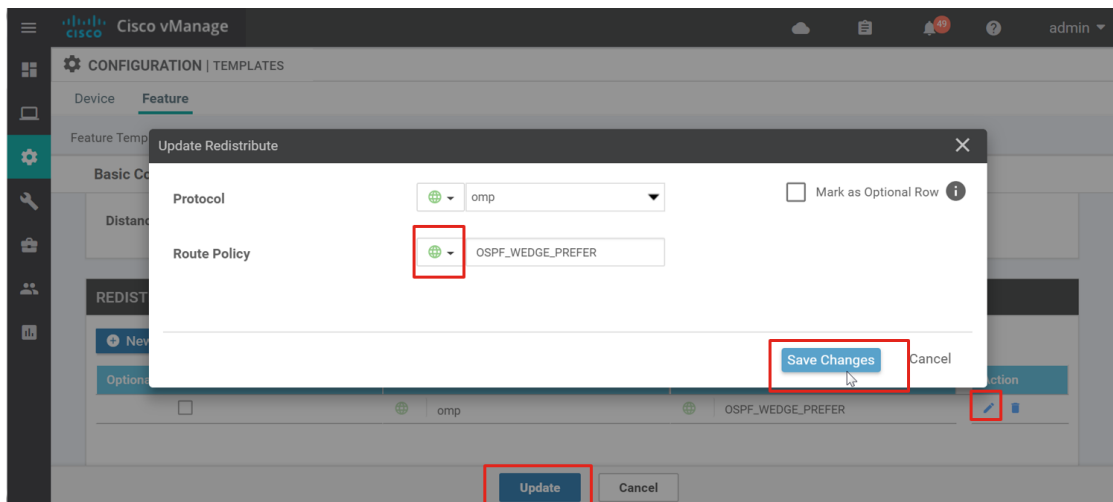 CISCO
Cisco vManage
49
admin
CONFIGURATION | TEMPLATES
Device Feature
Feature Temp
Update Redistribute
Basic Co
Protocol omp Mark as Optional Row
Distanc
Route Policy OSPF_WEDGE_PREFER
REDIST
New
Save Changes Cancel
Optiona ction
omp OSPF_WEDGE_PREFER
Update Cancel